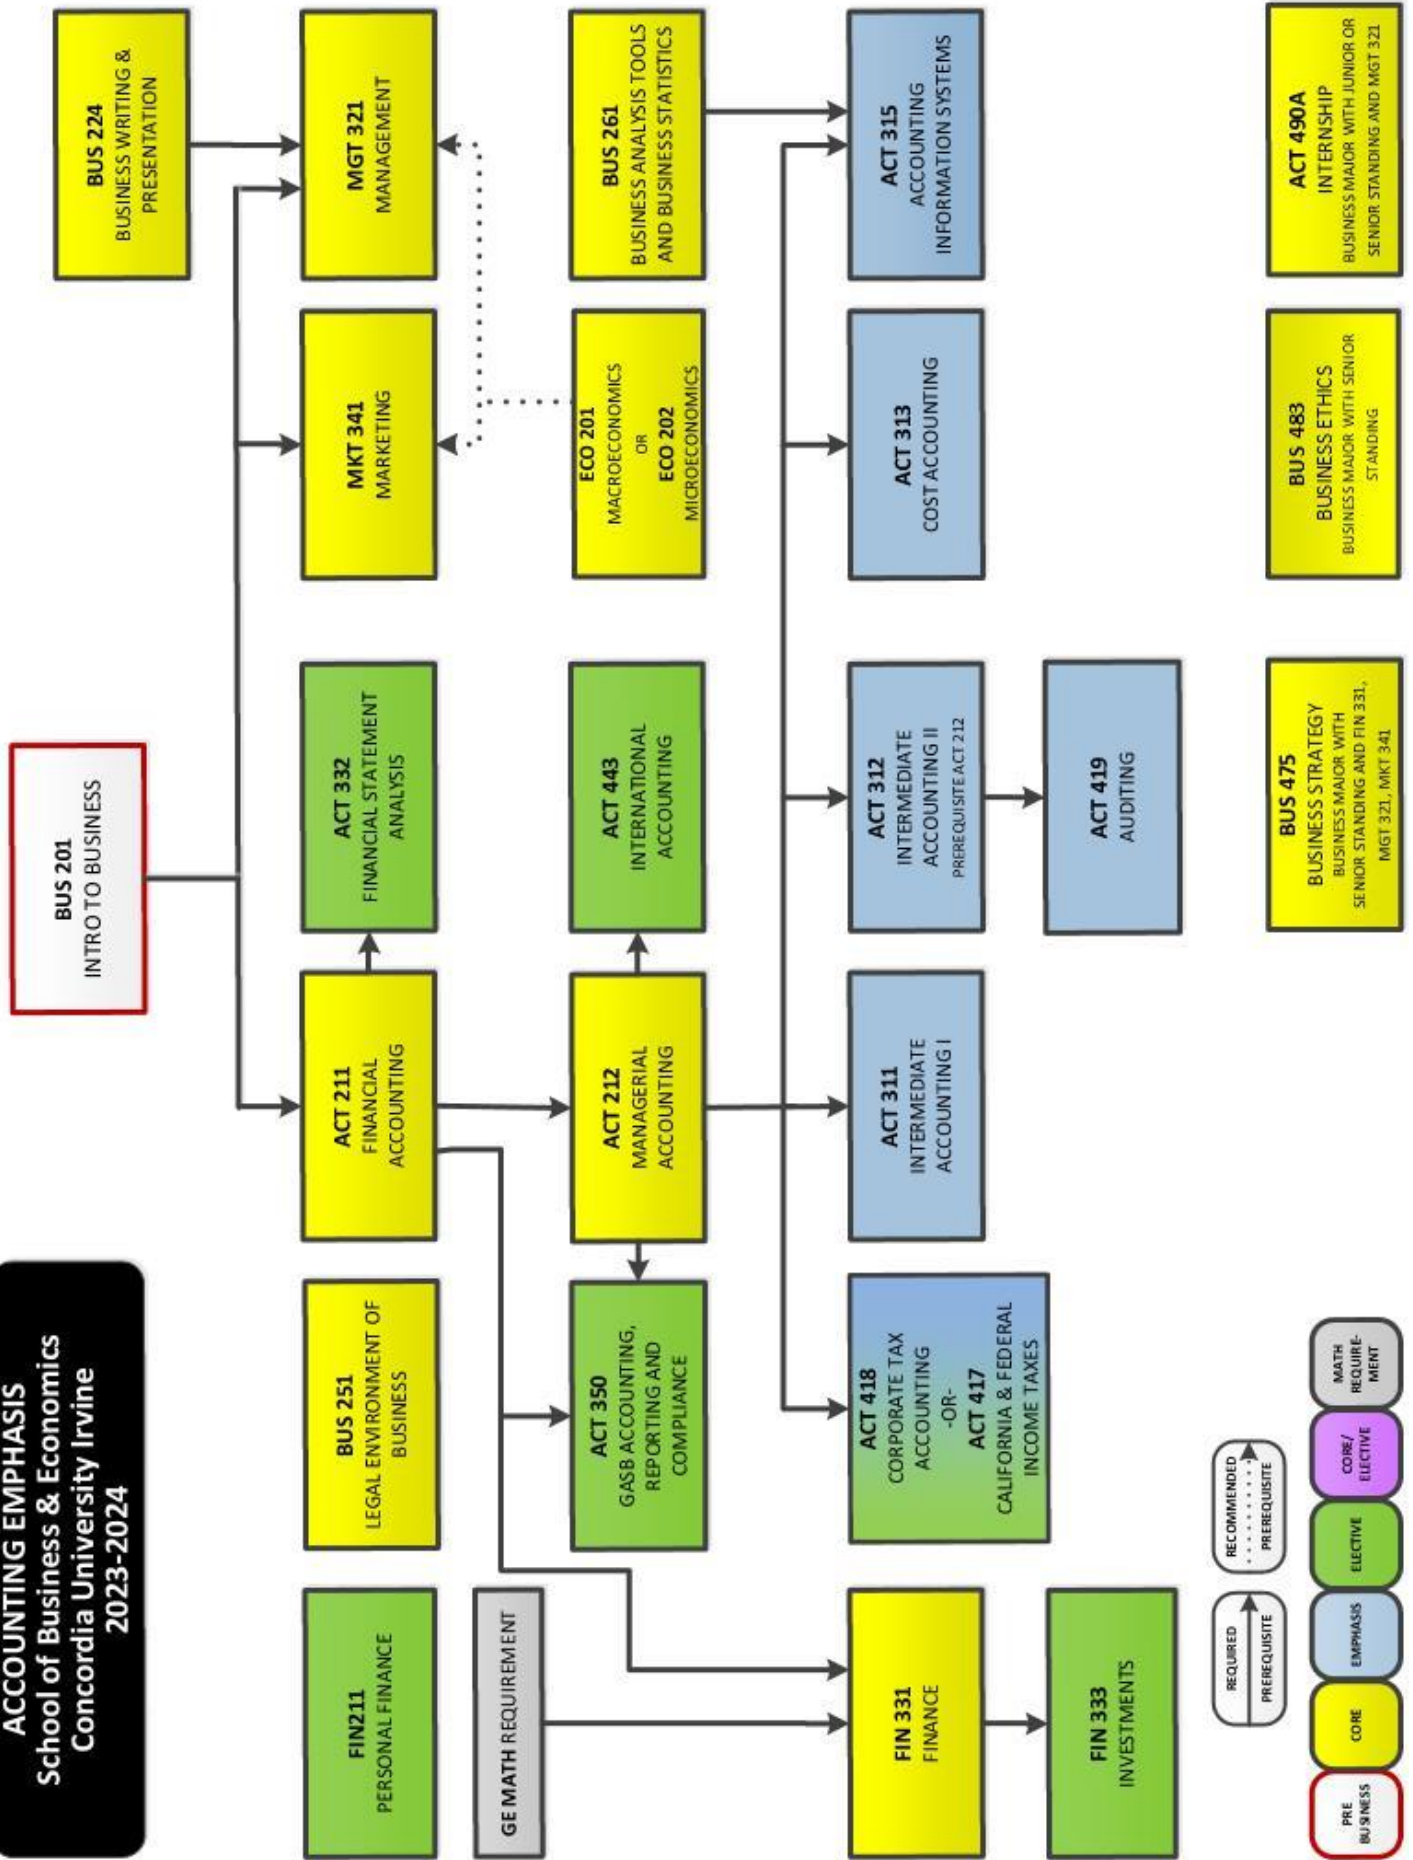 ACCOUNTING EMPHASIS
School of Business & Economics
Concordia University Irvine
2023-2024
BUS 201
INTRO TO BUSINESS
BUS 224
BUSINESS WRITING &
PRESENTATION
FIN211
PERSONAL FINANCE
BUS 251
LEGAL ENVIRONMENT OF
BUSINESS
ACT 211
FINANCIAL
ACCOUNTING
ACT 332
FINANCIAL STATEMENT
ANALYSIS
MKT 341
MARKETING
MGT 321
MANAGEMENT
GE MATH REQUIREMENT
ACT 350
GASB ACCOUNTING,
REPORTING AND
COMPLIANCE
ACT 212
MANAGERIAL
ACCOUNTING
ACT 443
INTERNATIONAL
ACCOUNTING
ECO 201
MACROECONOMICS
OR
ECO 202
MICROECONOMICS
BUS 261
BUSINESS ANALYSIS TOOLS
AND BUSINESS STATISTICS
FIN 331
FINANCE
ACT 418
CORPORATE TAX
ACCOUNTING
-OR-
ACT 417
CALIFORNIA & FEDERAL
INCOME TAXES
ACT 311
INTERMEDIATE
ACCOUNTING I
ACT 312
INTERMEDIATE
ACCOUNTING II
PREREQUISITE ACT 212
ACT 313
COST ACCOUNTING
ACT 315
ACCOUNTING
INFORMATION SYSTEMS
FIN 333
INVESTMENTS
ACT 419
AUDITING
REQUIRED
PREREQUISITE
RECOMMENDED
PREREQUISITE
PRE
BUSINESS
CORE
EMPHASIS
ELECTIVE
CORE/
ELECTIVE
MATH
REQUIRE-
MENT
BUS 475
BUSINESS STRATEGY
BUSINESS MAJOR WITH
SENIOR STANDING AND FIN 331,
MGT 321, MKT 341
BUS 483
BUSINESS ETHICS
BUSINESS MAJOR WITH SENIOR
STANDING
ACT 490A
INTERNSHIP
BUSINESS MAJOR WITH JUNIOR OR
SENIOR STANDING AND MGT 321